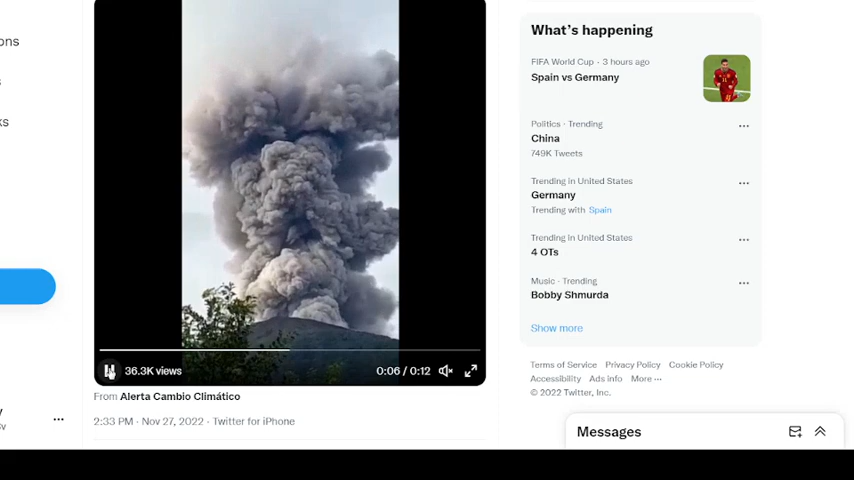 ons
s
ks
36.3K views
0:06 / 0:12
From Alerta Cambio Climático
2:33 PM · Nov 27, 2022 · Twitter for iPhone
What's happening
FIFA World Cup · 3 hours ago
Spain vs Germany
Politics · Trending
China
749K Tweets
Trending in United States
Germany
Trending with Spain
Trending in United States
4 OTs
Music · Trending
Bobby Shmurda
Show more
Terms of Service Privacy Policy Cookie Policy
Accessibility Ads info More ···
© 2022 Twitter, Inc.
Messages